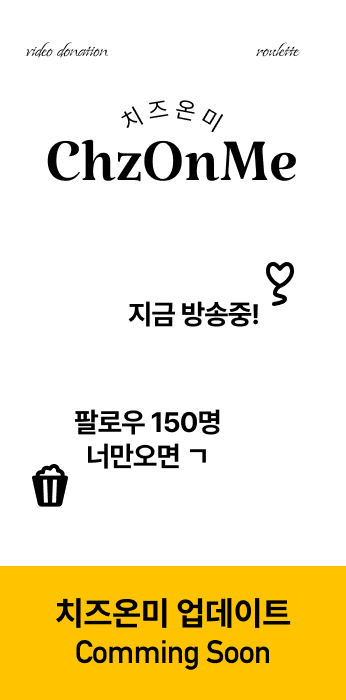 video donation
roulette
치즈온미
ChzOnMe
지금 방송중!
팔로우 150명
너만오면 ㄱ
치즈온미 업데이트
Comming Soon